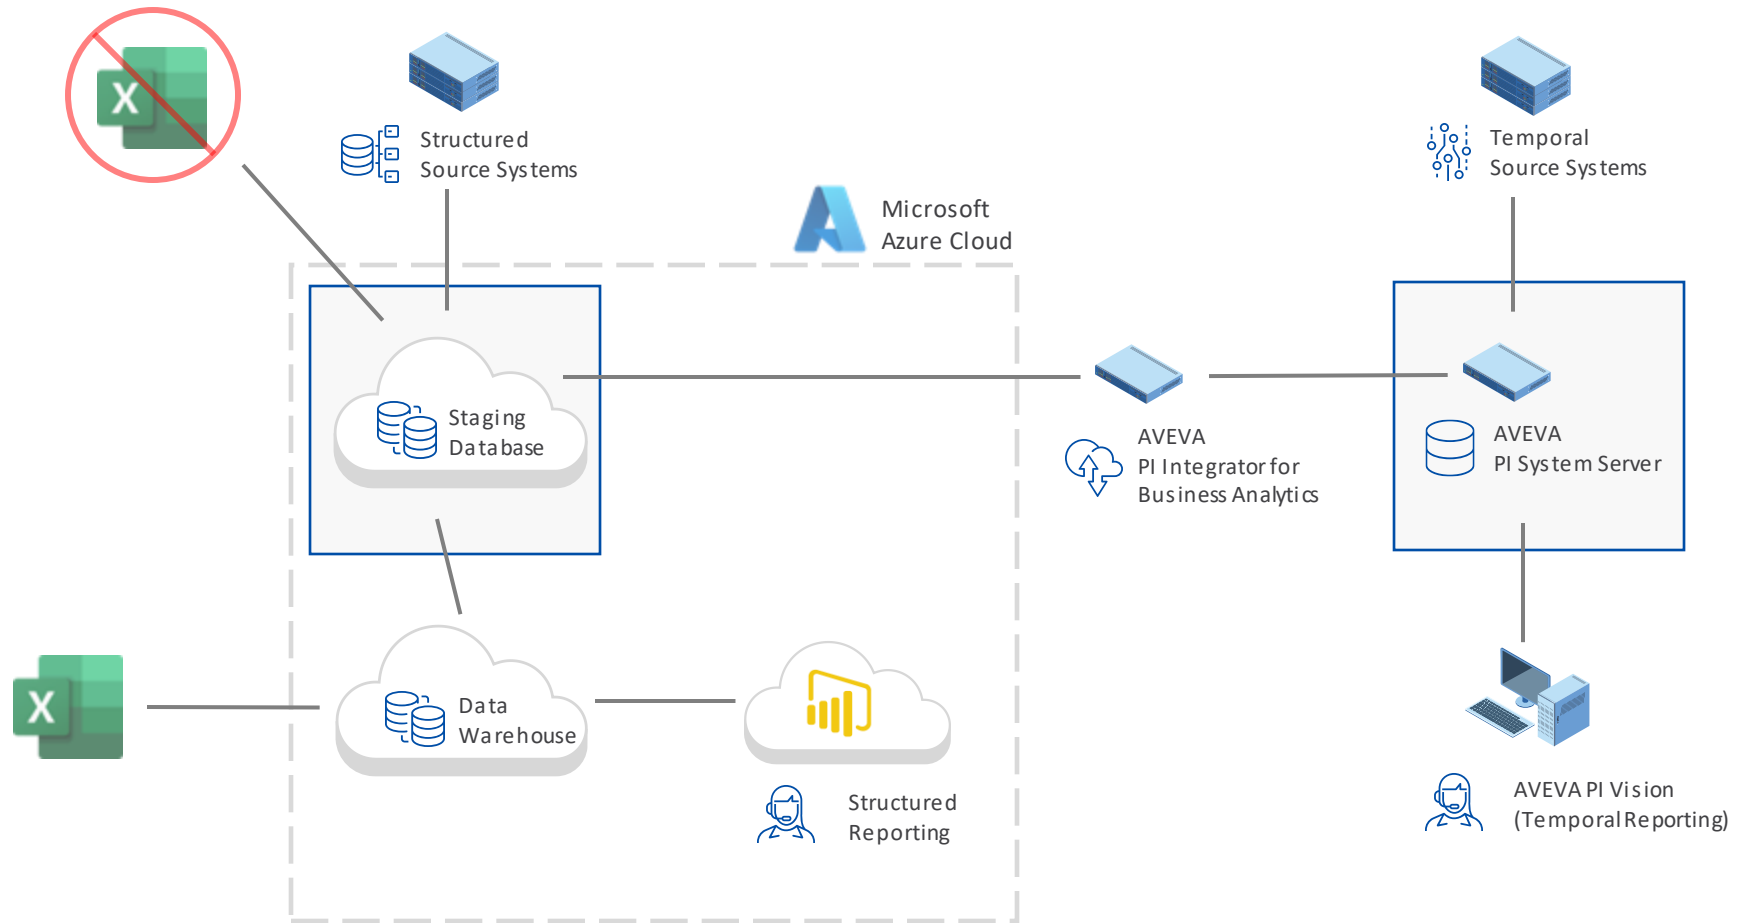 X
Structured
Source Systems
Temporal
Source Systems
Microsoft
Azure Cloud
Staging
Database
AVEVA
PI Integrator for
Business Analytics
AVEVA
PI System Server
X
Data
Warehouse
Structured
Reporting
AVEVA PI Vision
(Temporal Reporting)